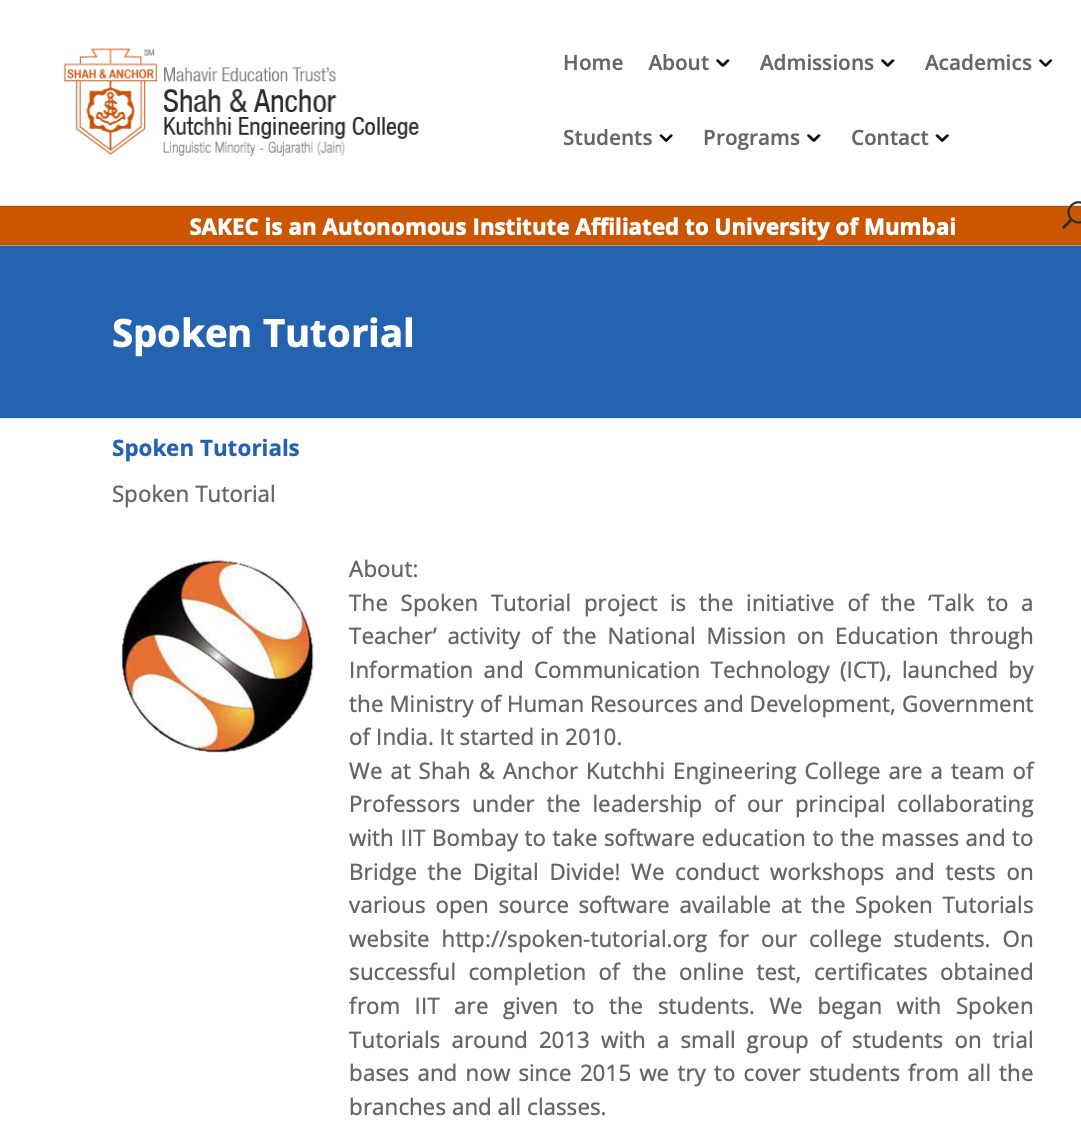 SM
SHAH & ANCHOR
Mahavir Education Trust's
Shah & Anchor
Kutchhi Engineering College
Linguistic Minority - Gujarathi (Jain)
Home About Admissions Academics
Students Programs Contact
SAKEC is an Autonomous Institute Affiliated to University of Mumbai
Spoken Tutorial
Spoken Tutorials
Spoken Tutorial
About:
The Spoken Tutorial project is the initiative of the ‘Talk to a
Teacher’ activity of the National Mission on Education through
Information and Communication Technology (ICT), launched by
the Ministry of Human Resources and Development, Government
of India. It started in 2010.
We at Shah & Anchor Kutchhi Engineering College are a team of
Professors under the leadership of our principal collaborating
with IIT Bombay to take software education to the masses and to
Bridge the Digital Divide! We conduct workshops and tests on
various open source software available at the Spoken Tutorials
website http://spoken-tutorial.org for our college students. On
successful completion of the online test, certificates obtained
from IIT are given to the students. We began with Spoken
Tutorials around 2013 with a small group of students on trial
bases and now since 2015 we try to cover students from all the
branches and all classes.